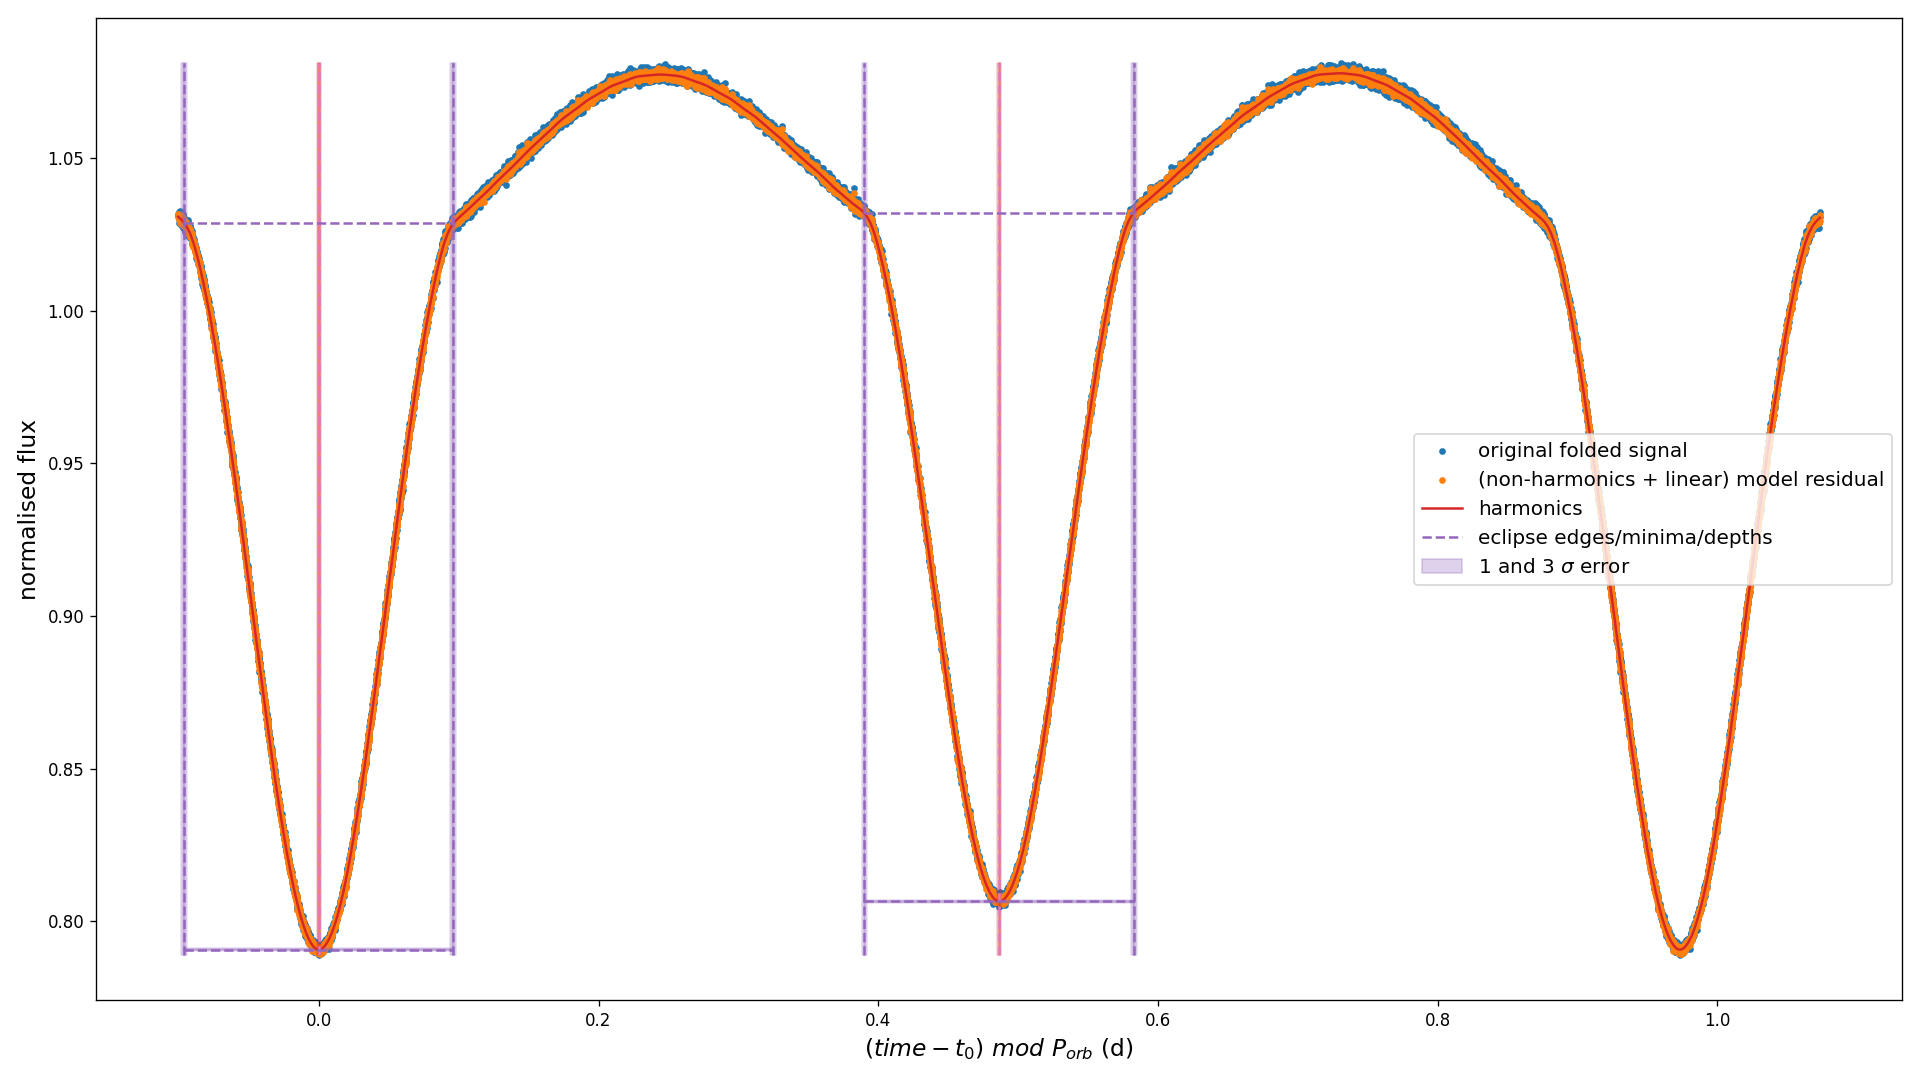 1.05
1.00
0.95
0.90
0.85
0.80
normalised flux
original folded signal
(non-harmonics + linear) model residual
harmonics
eclipse edges/minima/depths
1 and 3 σ error
0.0 0.2 0.4 0.6 0.8 1.0
(time − t₀) mod Pₒᵣb (d)